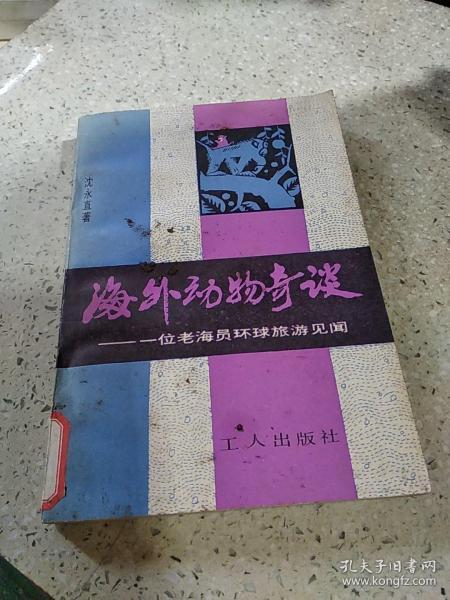 沈永直著
海外动物奇谈
——一位老海员环球旅游见闻
工人出版社
孔夫子旧书网
www.kongfz.com